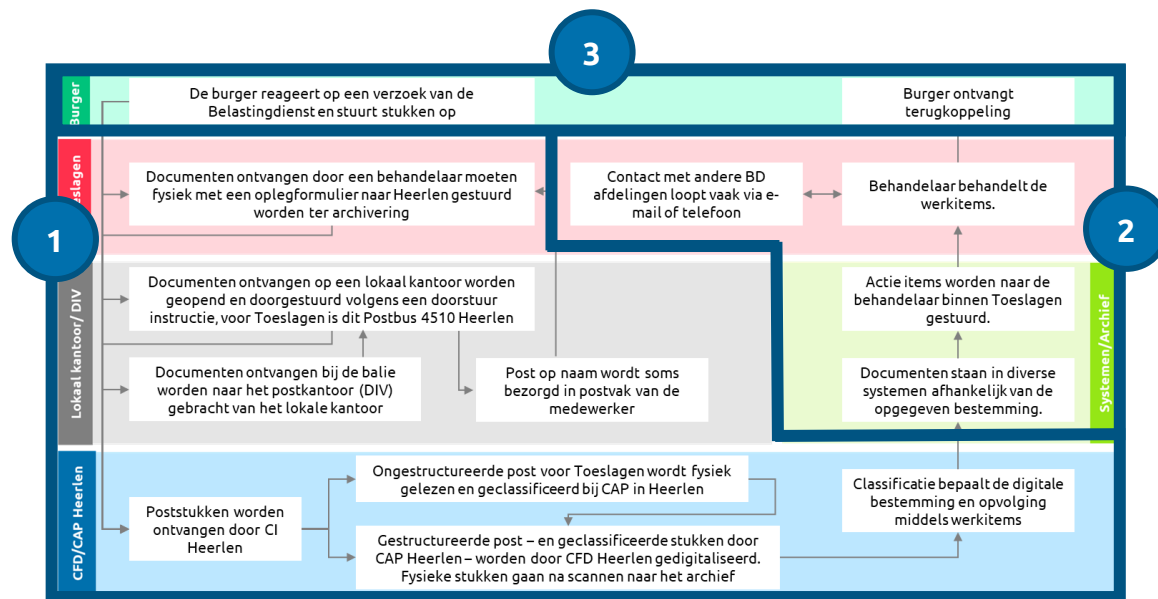 3
Burger
De burger reageert op een verzoek van de
Belastingdienst en stuurt stukken op
Burger ontvangt
terugkoppeling
eslagen
Documenten ontvangen door een behandelaar moeten
fysiek met een oplegformulier naar Heerlen gestuurd
worden ter archivering
Contact met andere BD
afdelingen loopt vaak via e-
mail of telefoon
Behandelaar behandelt de
werkitems.
1
2
Lokaal kantoor/ DIV
Documenten ontvangen op een lokaal kantoor worden
geopend en doorgestuurd volgens een doorstuur
instructie, voor Toeslagen is dit Postbus 4510 Heerlen
Actie items worden naar de
behandelaar binnen Toeslagen
gestuurd.
Systemen/Archief
Documenten ontvangen bij de balie
worden naar het postkantoor (DIV)
gebracht van het lokale kantoor
Post op naam wordt soms
bezorgd in postvak van de
medewerker
Documenten staan in diverse
systemen afhankelijk van de
opgegeven bestemming.
CFD/CAP Heerlen
Poststukken worden
ontvangen door CI
Heerlen
Ongestructureerde post voor Toeslagen wordt fysiek
gelezen en geclassificeerd bij CAP in Heerlen
Gestructureerde post – en geclassificeerde stukken door
CAP Heerlen – worden door CFD Heerlen gedigitaliseerd.
Fysieke stukken gaan na scannen naar het archief
Classificatie bepaalt de digitale
bestemming en opvolging
middels werkitems